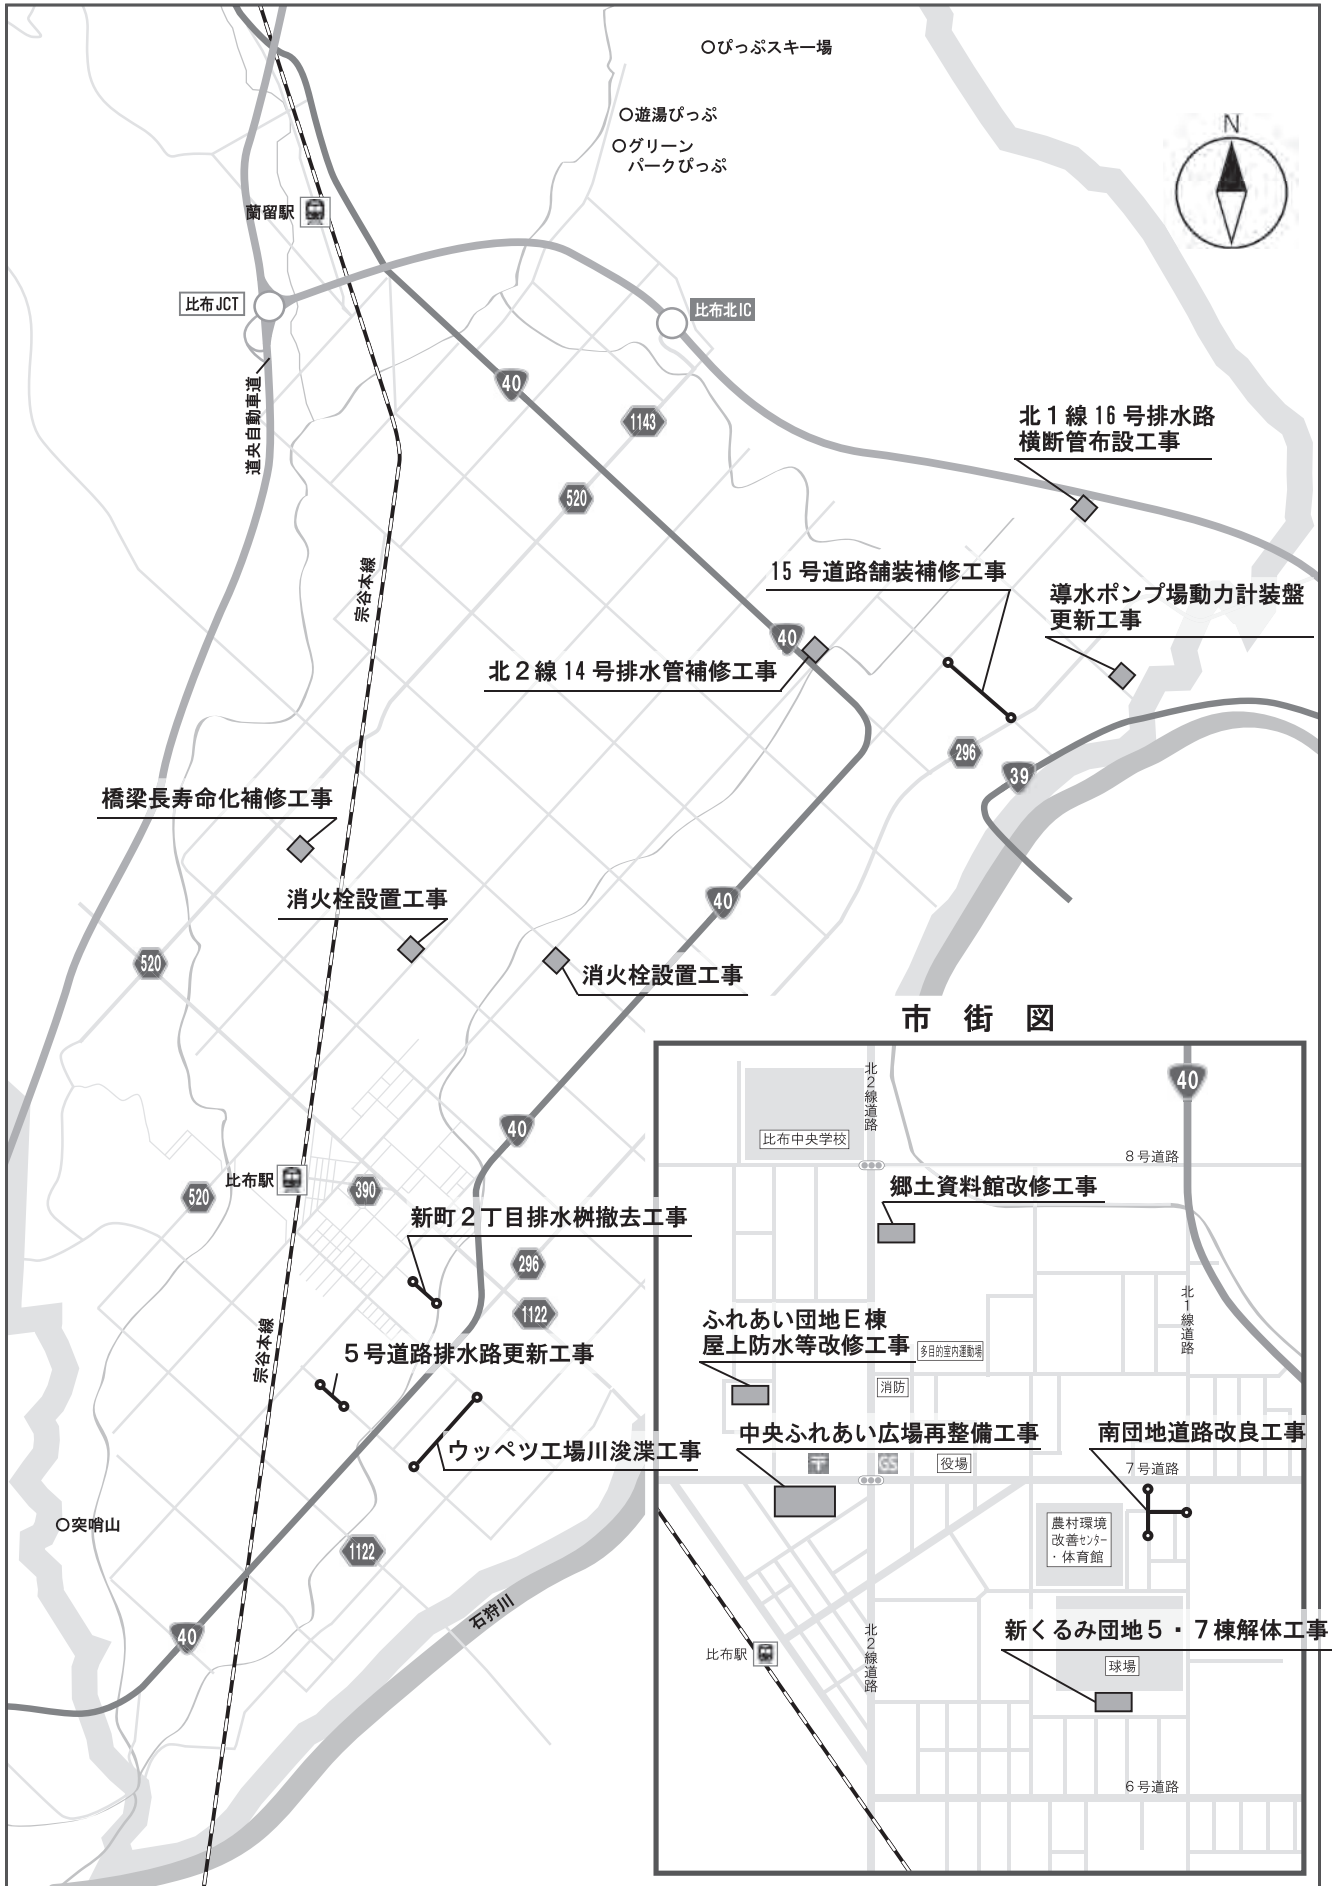 ○ぴっぷスキー場
○遊湯ぴっぷ
○グリーン
パークぴっぷ
N
蘭留駅
比布JCT
比布北IC
道央自動車道
40
1143
520
北1線16号排水路
横断管布設工事
宗谷本線
15号道路舗装補修工事
導水ポンプ場動力計装盤
更新工事
40
北2線14号排水管補修工事
296
39
橋梁長寿命化補修工事
消火栓設置工事
40
520
消火栓設置工事
40
比布駅
520
390
新町2丁目排水桝撤去工事
296
1122
宗谷本線
5号道路排水路更新工事
ウッペツ工場川浚渫工事
○突哨山
1122
石狩川
40
市街図
北2線道路
40
比布中央学校
8号道路
郷土資料館改修工事
北1線道路
ふれあい団地E棟
屋上防水等改修工事
多目的室内運動場
消防
中央ふれあい広場再整備工事
南団地道路改良工事
〒
GS
役場
7号道路
農村環境
改善センター
・体育館
北2線道路
新くるみ団地5・7棟解体工事
比布駅
球場
6号道路